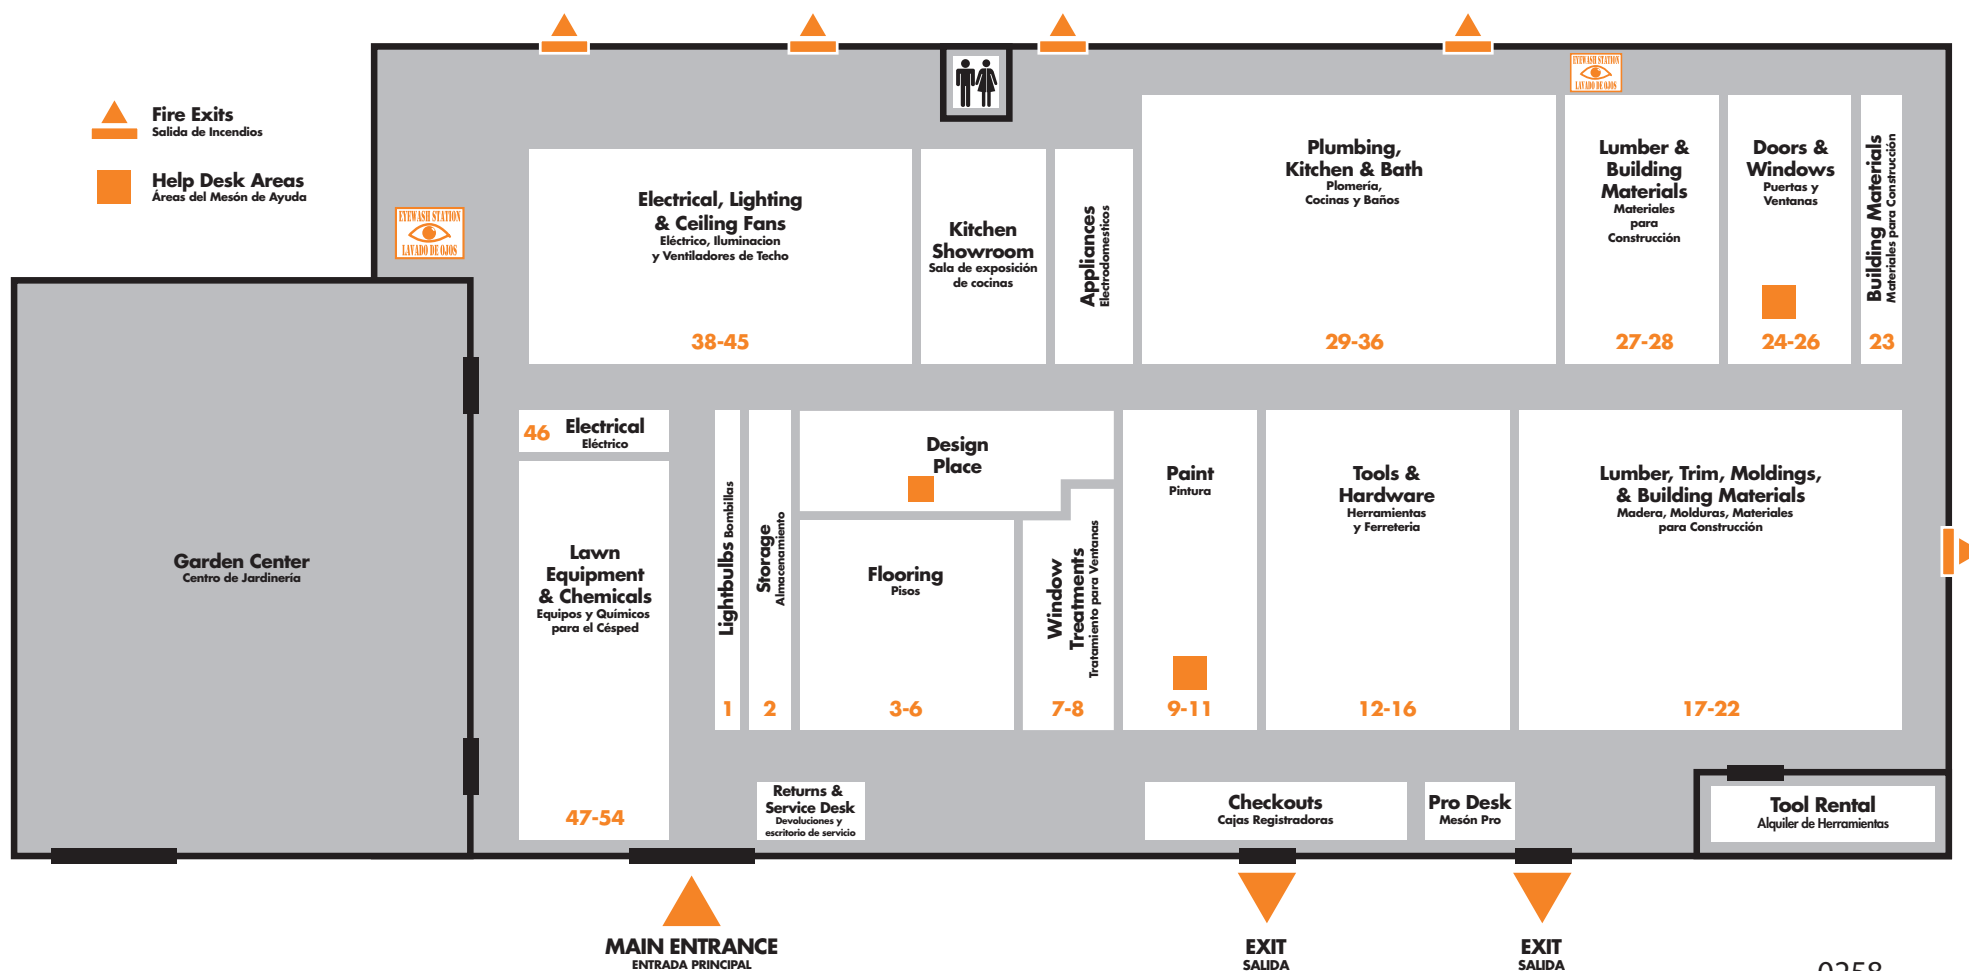 Fire Exits
Salida de Incendios
Help Desk Areas
Áreas del Mesón de Ayuda
EYEWASH STATION
LAVADO DE OJOS
EYEWASH STATION
LAVADO DE OJOS
Electrical, Lighting
& Ceiling Fans
Eléctrico, Iluminacion
y Ventiladores de Techo
38-45
Kitchen
Showroom
Sala de exposición
de cocinas
Appliances
Electrodomesticos
Plumbing,
Kitchen & Bath
Plomería,
Cocinas y Baños
29-36
Lumber &
Building
Materials
Materiales
para
Construcción
27-28
Doors &
Windows
Puertas y
Ventanas
24-26
Building Materials
Materiales para Construcción
23
Garden Center
Centro de Jardinería
46
Electrical
Eléctrico
Lawn
Equipment
& Chemicals
Equipos y Químicos
para el Césped
47-54
Lightbulbs Bombillas
1
Storage
Almacenamiento
2
Design
Place
Flooring
Pisos
3-6
Window
Treatments
Tratamiento para Ventanas
7-8
Paint
Pintura
9-11
Tools &
Hardware
Herramientas
y Ferreteria
12-16
Lumber, Trim, Moldings,
& Building Materials
Madera, Molduras, Materiales
para Construcción
17-22
Returns &
Service Desk
Devoluciones y
escritorio de servicio
Checkouts
Cajas Registradoras
Pro Desk
Mesón Pro
Tool Rental
Alquiler de Herramientas
MAIN ENTRANCE
ENTRADA PRINCIPAL
EXIT
SALIDA
EXIT
SALIDA
0258